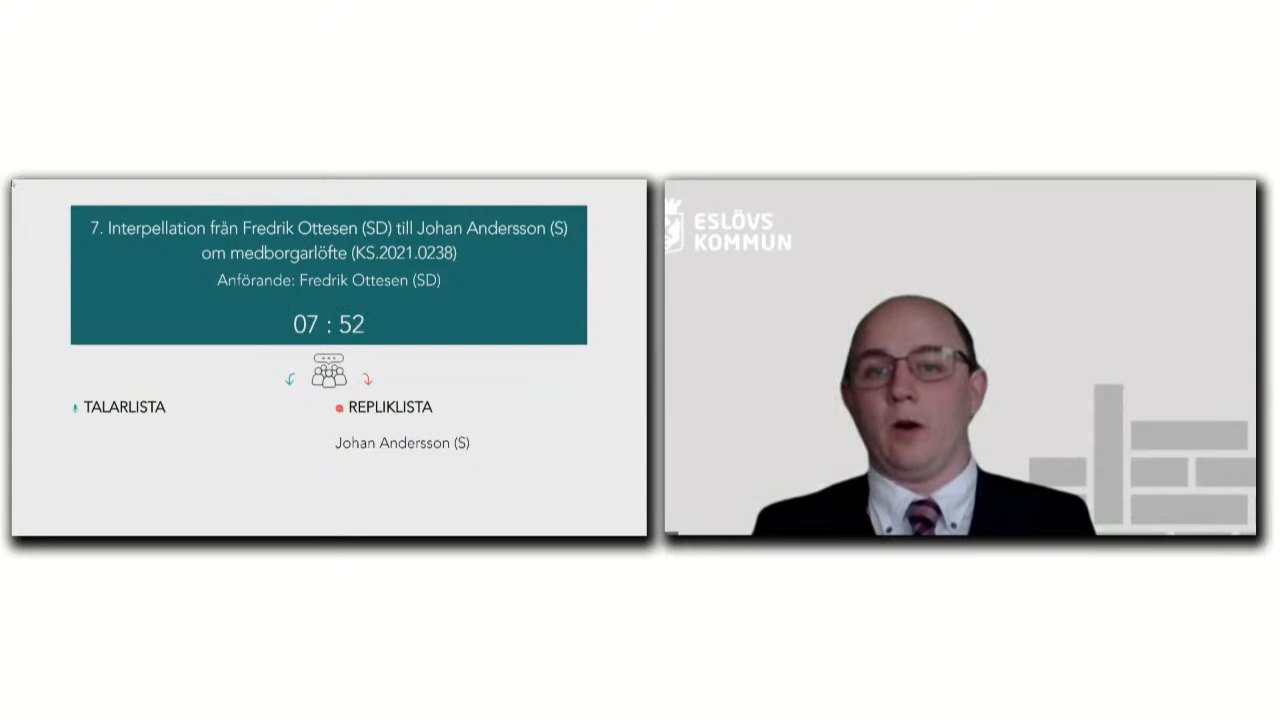 7. Interpellation från Fredrik Ottesen (SD) till Johan Andersson (S)
om medborgarlöfte (KS.2021.0238)
Anförande: Fredrik Ottesen (SD)
07 : 52
TALARLISTA
REPLIKLISTA
Johan Andersson (S)
ESLÖVS
KOMMUN